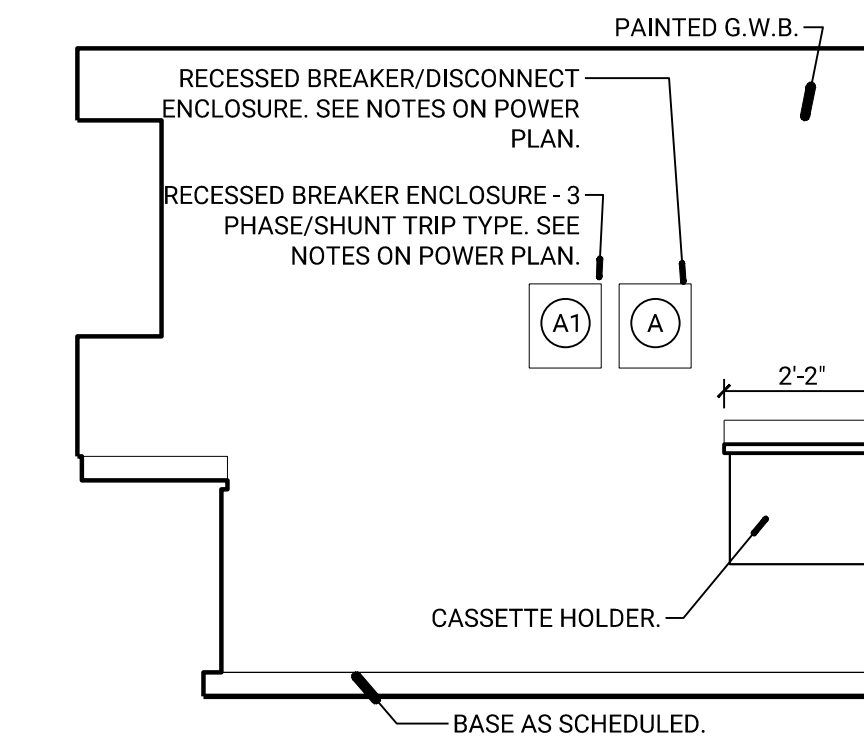 PAINTED G.W.B.
RECESSED BREAKER/DISCONNECT
ENCLOSURE. SEE NOTES ON POWER
PLAN.
RECESSED BREAKER ENCLOSURE - 3
PHASE/SHUNT TRIP TYPE. SEE
NOTES ON POWER PLAN.
A1
A
2'-2"
CASSETTE HOLDER.
BASE AS SCHEDULED.